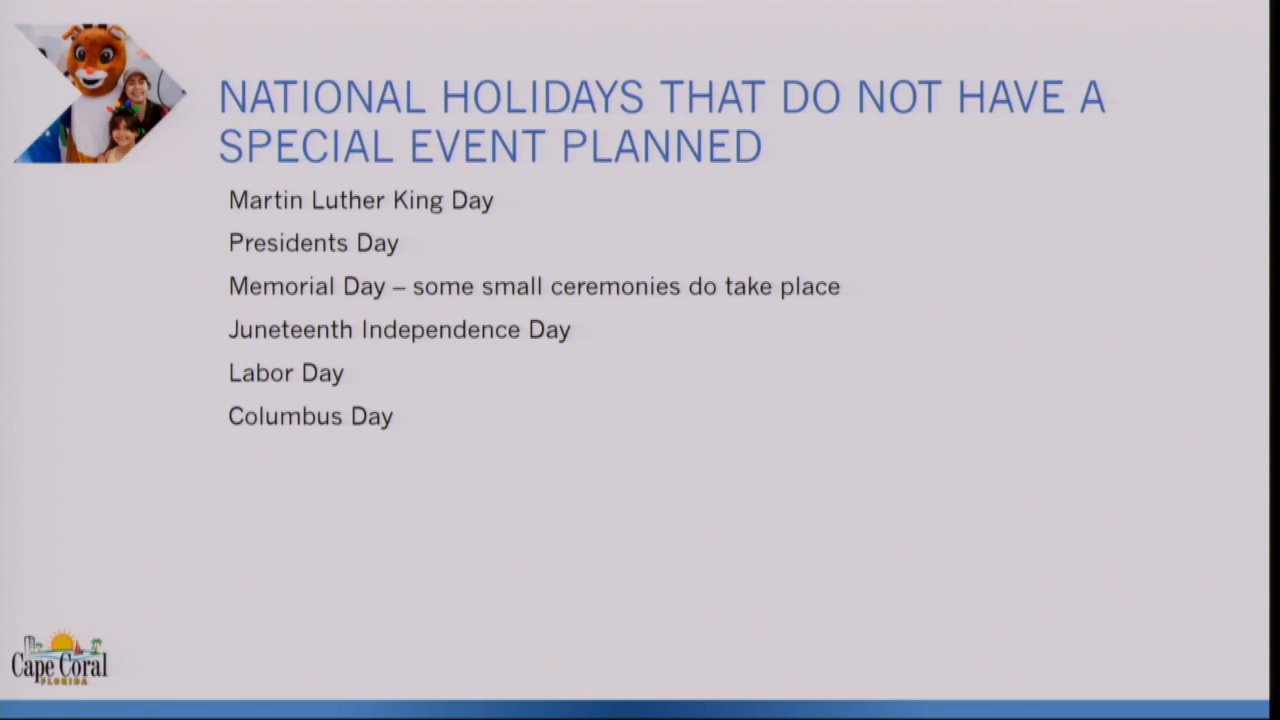 NATIONAL HOLIDAYS THAT DO NOT HAVE A
SPECIAL EVENT PLANNED
Martin Luther King Day
Presidents Day
Memorial Day – some small ceremonies do take place
Juneteenth Independence Day
Labor Day
Columbus Day
Cape Coral
FLORIDA